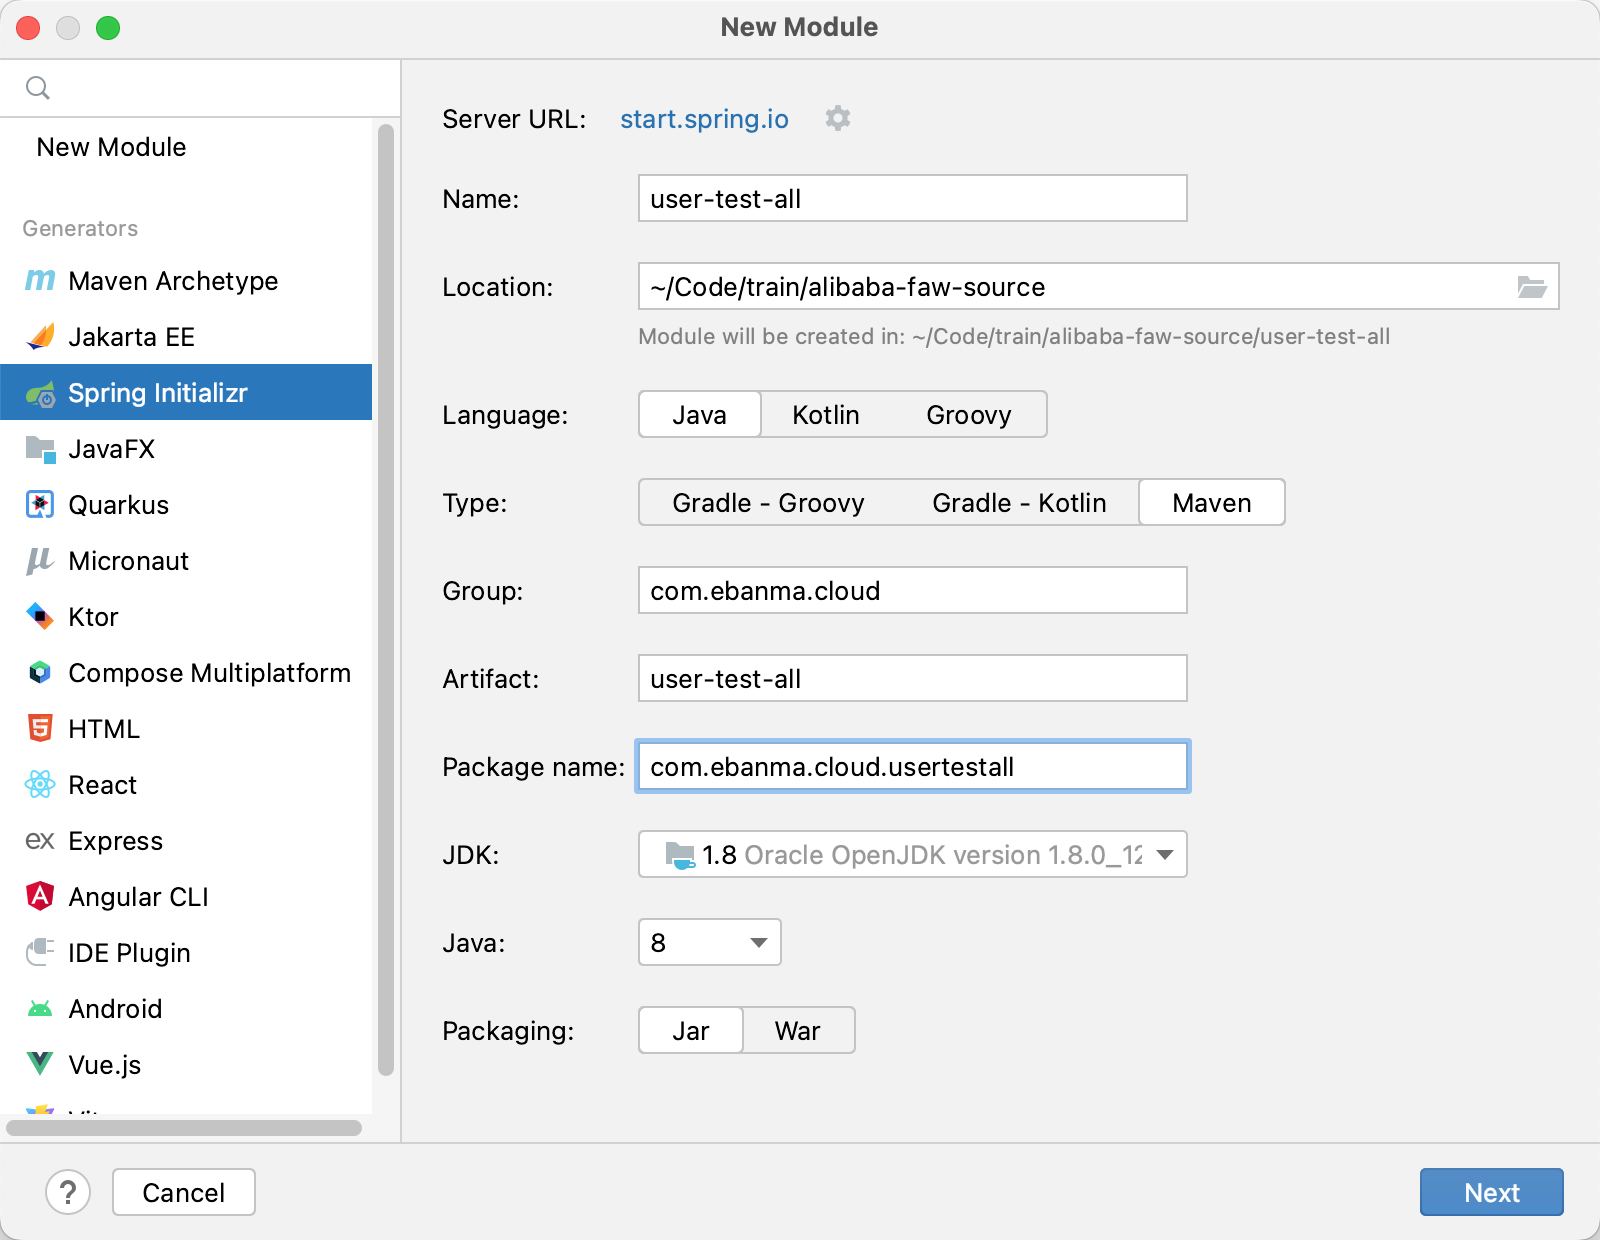 New Module
New Module
Generators
Maven Archetype
Jakarta EE
Spring Initializr
JavaFX
Quarkus
Micronaut
Ktor
Compose Multiplatform
HTML
React
ex Express
Angular CLI
IDE Plugin
Android
Vue.js
Server URL: start.spring.io
Name: user-test-all
Location: ~/Code/train/alibaba-faw-source
Module will be created in: ~/Code/train/alibaba-faw-source/user-test-all
Language: Java Kotlin Groovy
Type: Gradle - Groovy Gradle - Kotlin Maven
Group: com.ebanma.cloud
Artifact: user-test-all
Package name: com.ebanma.cloud.usertestall
JDK: 1.8 Oracle OpenJDK version 1.8.0_12
Java: 8
Packaging: Jar War
? Cancel Next